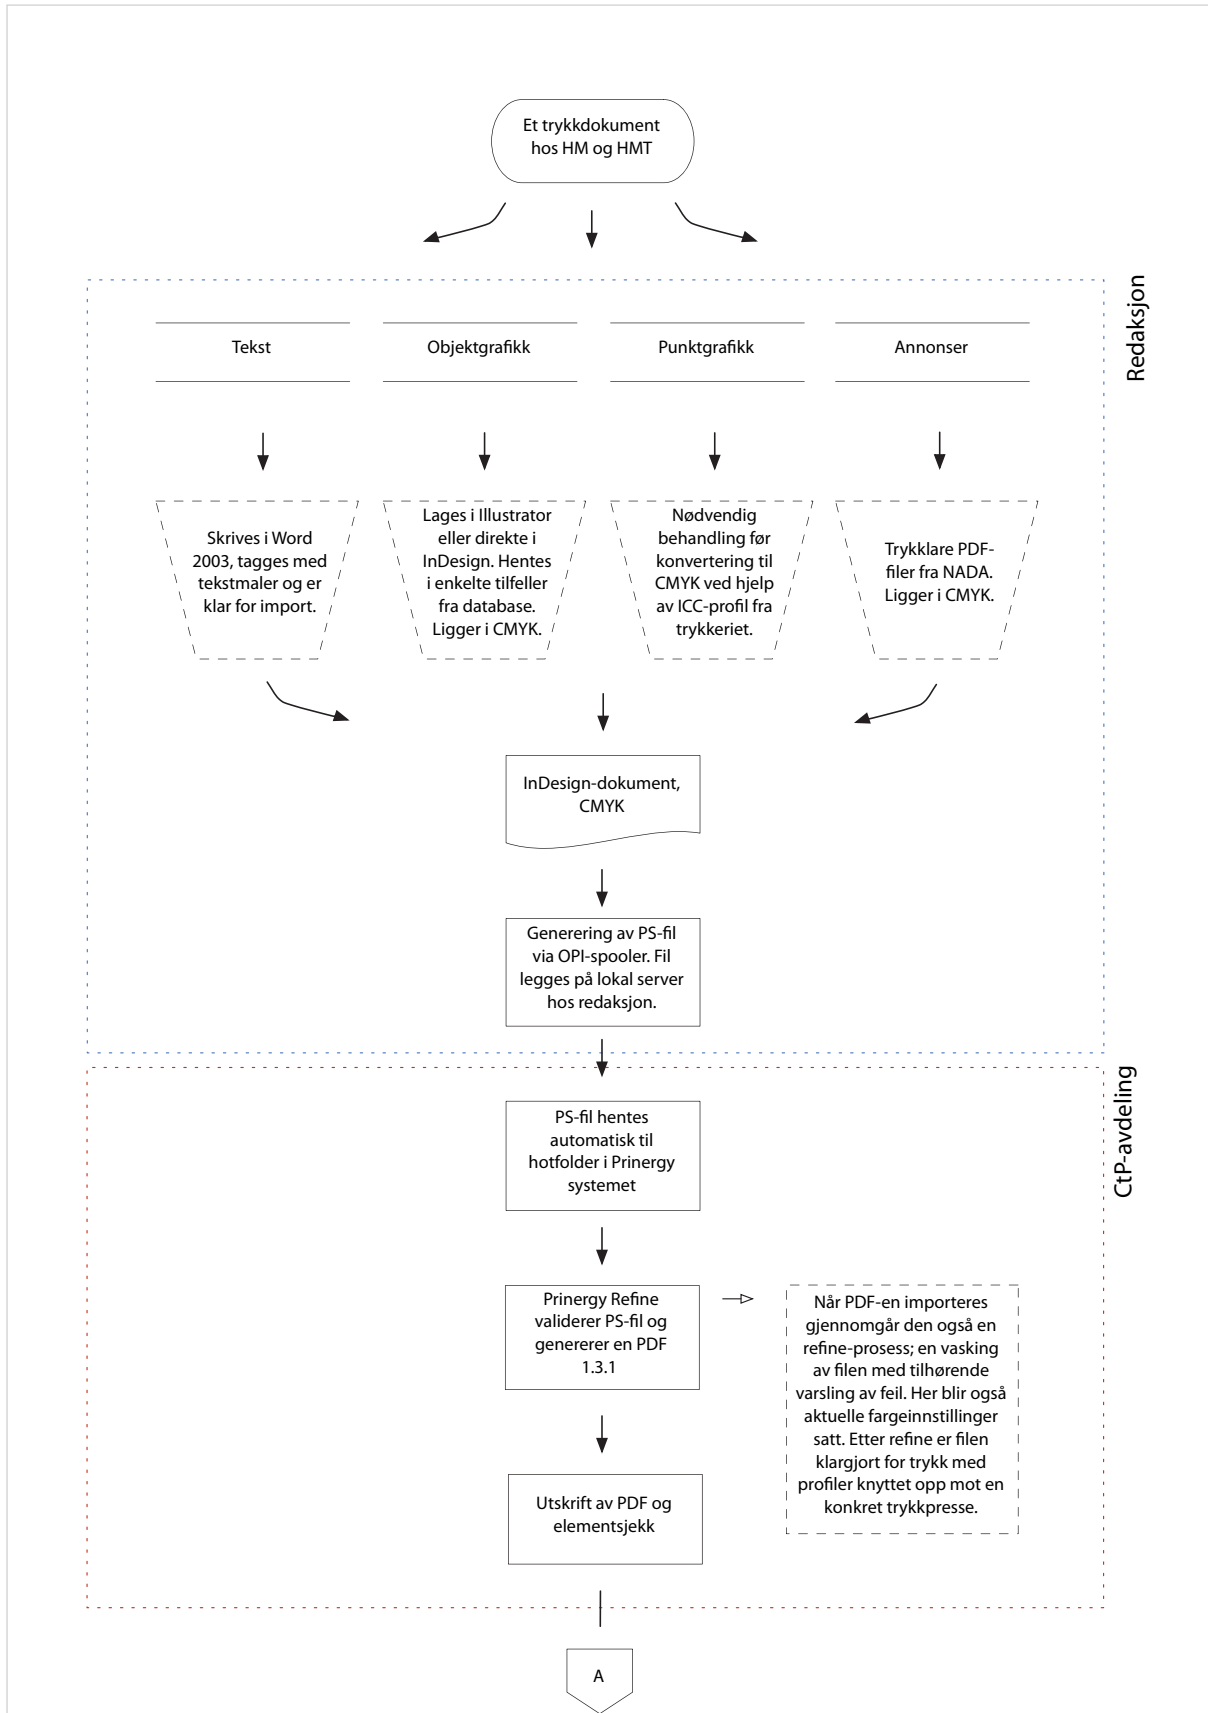 Et trykkdokument
hos HM og HMT
Redaksjon
Tekst
Objektgrafikk
Punktgrafikk
Annonser
Skrives i Word
2003, tagges med
tekstmaler og er
klar for import.
Lages i Illustrator
eller direkte i
InDesign. Hentes
i enkelte tilfeller
fra database.
Ligger i CMYK.
Nødvendig
behandling før
konvertering til
CMYK ved hjelp
av ICC-profil fra
trykkeriet.
Trykklare PDF-
filer fra NADA.
Ligger i CMYK.
InDesign-dokument,
CMYK
Generering av PS-fil
via OPI-spooler. Fil
legges på lokal server
hos redaksjon.
CtP-avdeling
PS-fil hentes
automatisk til
hotfolder i Prinergy
systemet
Prinergy Refine
validerer PS-fil og
genererer en PDF
1.3.1
Når PDF-en importeres
gjennomgår den også en
refine-prosess; en vasking
av filen med tilhørende
varsling av feil. Her blir også
aktuelle fargeinnstillinger
satt. Etter refine er filen
klargjort for trykk med
profiler knyttet opp mot en
konkret trykkpresse.
Utskrift av PDF og
elementsjekk
A